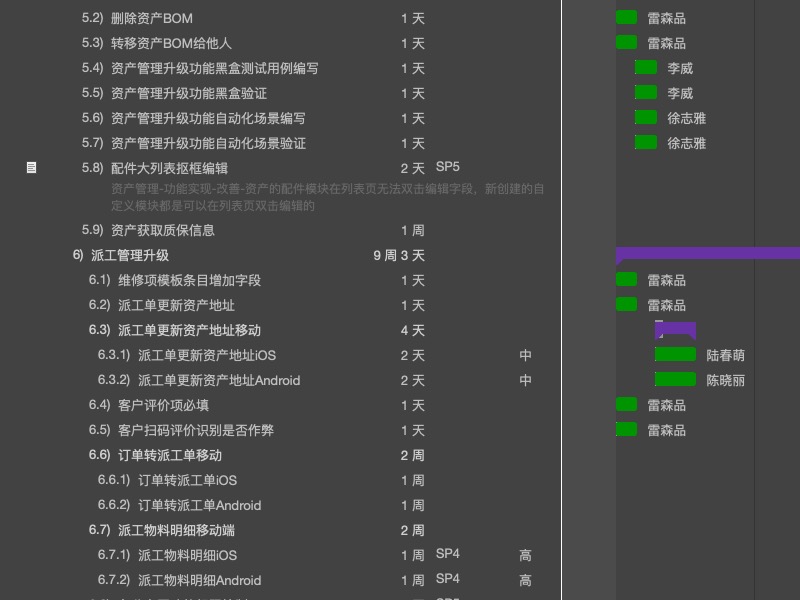 5.2) 删除资产BOM 1 天 雷森品
5.3) 转移资产BOM给他人 1 天 雷森品
5.4) 资产管理升级功能黑盒测试用例编写 1 天 李威
5.5) 资产管理升级功能黑盒验证 1 天 李威
5.6) 资产管理升级功能自动化场景编写 1 天 徐志雅
5.7) 资产管理升级功能自动化场景验证 1 天 徐志雅
5.8) 配件大列表抠框编辑 2 天 SP5
资产管理-功能实现-改善-资产的配件模块在列表页无法双击编辑字段，新创建的自
定义模块都是可以在列表页双击编辑的
5.9) 资产获取质保信息 1 周
6) 派工管理升级 9 周 3 天
6.1) 维修项模板条目增加字段 1 天 雷森品
6.2) 派工单更新资产地址 1 天 雷森品
6.3) 派工单更新资产地址移动 4 天
6.3.1) 派工单更新资产地址iOS 2 天 中 陆春萌
6.3.2) 派工单更新资产地址Android 2 天 中 陈晓丽
6.4) 客户评价项必填 1 天 雷森品
6.5) 客户扫码评价识别是否作弊 1 天 雷森品
6.6) 订单转派工单移动 2 周
6.6.1) 订单转派工单iOS 1 周
6.6.2) 订单转派工单Android 1 周
6.7) 派工物料明细移动端 2 周
6.7.1) 派工物料明细iOS 1 周 SP4 高
6.7.2) 派工物料明细Android 1 周 SP4 高